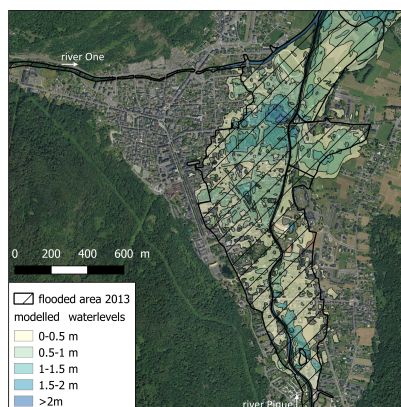 river One
0 200 400 600 m
flooded area 2013
modelled waterlevels
0-0.5 m
0.5-1 m
1-1.5 m
1.5-2 m
>2m
river Pique